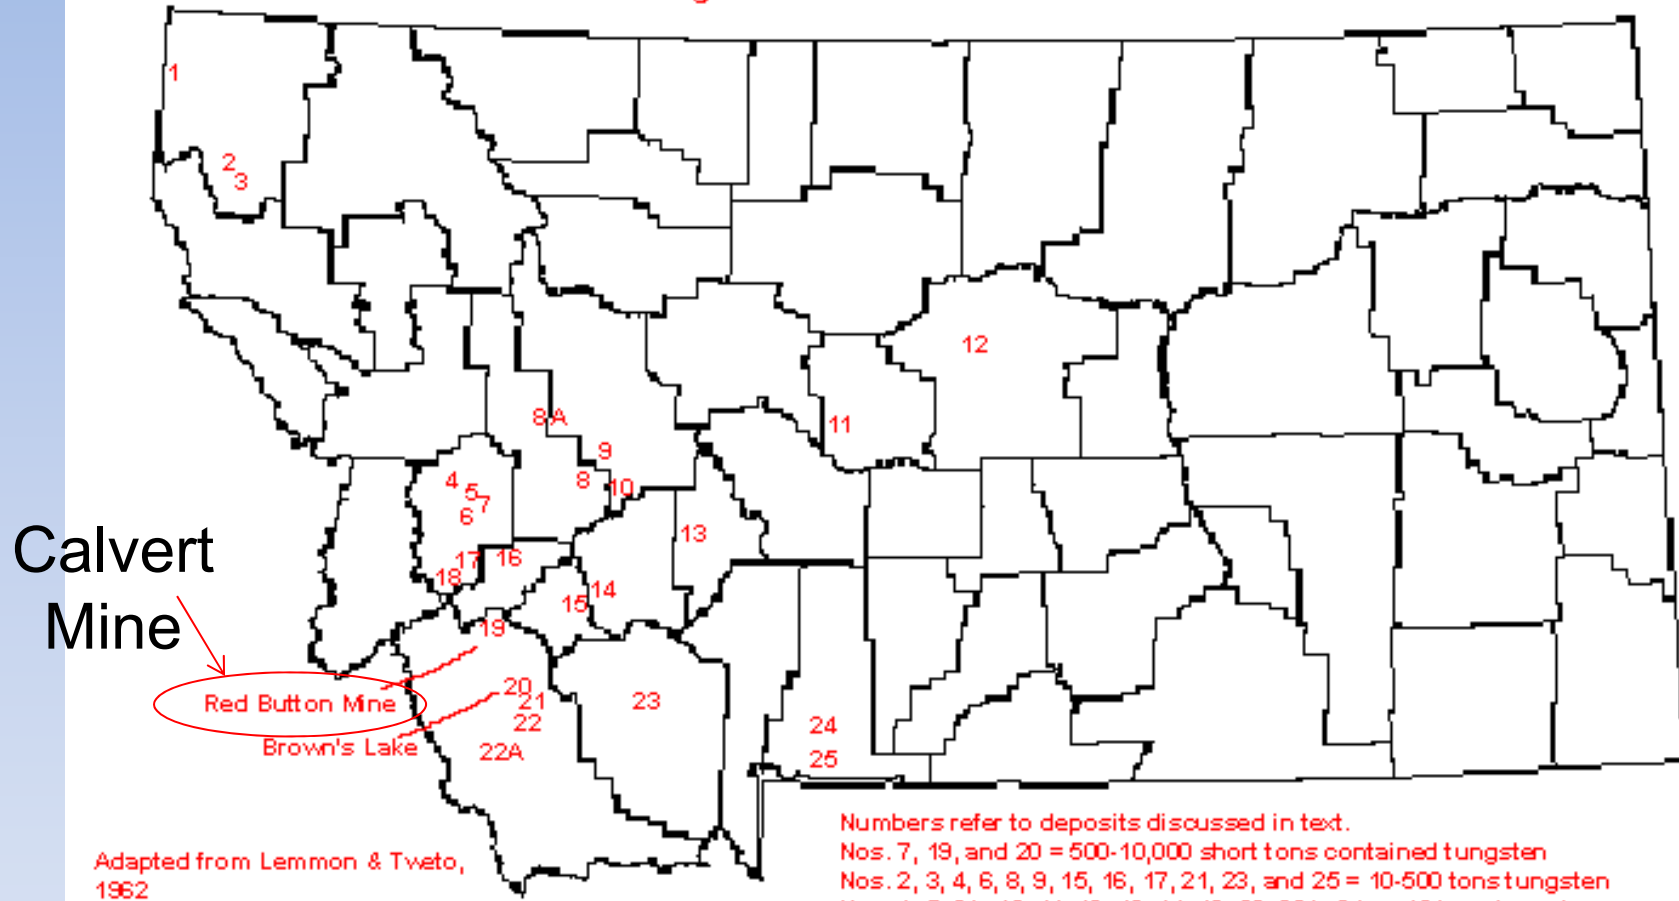 1
2
3
12
8A
11
9
4
8
5
10
7
6
13
Calvert
Mine
17
16
18
14
15
19
Red Button Mine
20
21
23
22
24
Brown's Lake
22A
25
Numbers refer to deposits discussed in text.
Nos. 7, 19, and 20 = 500-10,000 short tons contained tungsten
Nos. 2, 3, 4, 6, 8, 9, 15, 16, 17, 21, 23, and 25 = 10-500 tons tungsten
Adapted from Lemmon & Tweto,
1962